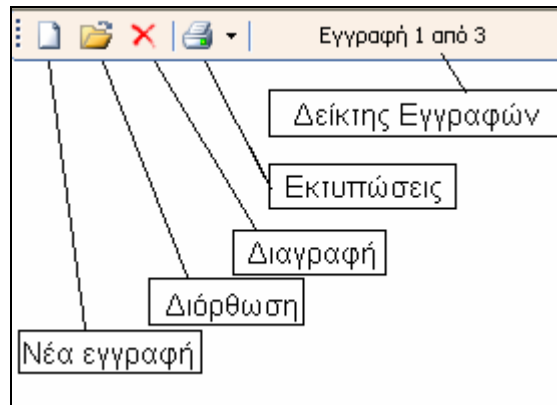 Εγγραφή 1 από 3
Δείκτης Εγγραφών
Εκτυπώσεις
Διαγραφή
Διόρθωση
Νέα εγγραφή